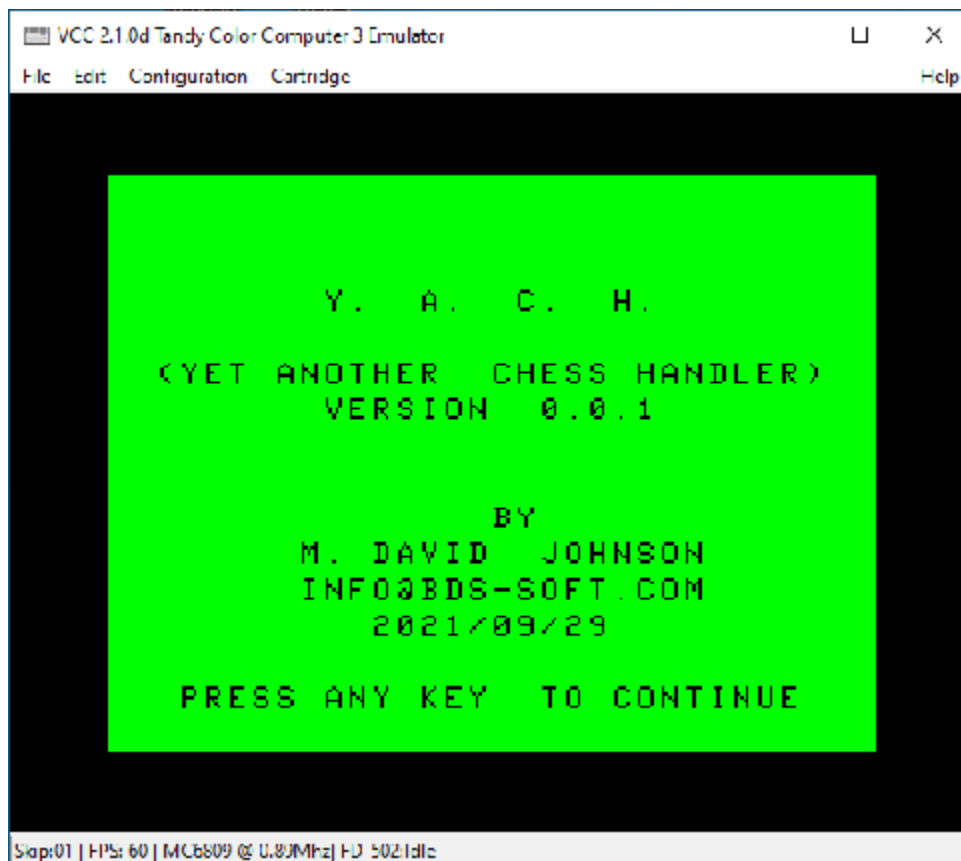 VCC 2.1.0d Tandy Color Computer 3 Emulator
File Edit Configuration Cartridge Help
Y. A. C. H.
(YET ANOTHER CHESS HANDLER)
VERSION 0.0.1
BY
M. DAVID JOHNSON
INFO@BDS-SOFT.COM
2021/09/29
PRESS ANY KEY TO CONTINUE
Skip:01 | FPS: 60 | MC6809 @ 0.89Mhz| FD-502:Idle